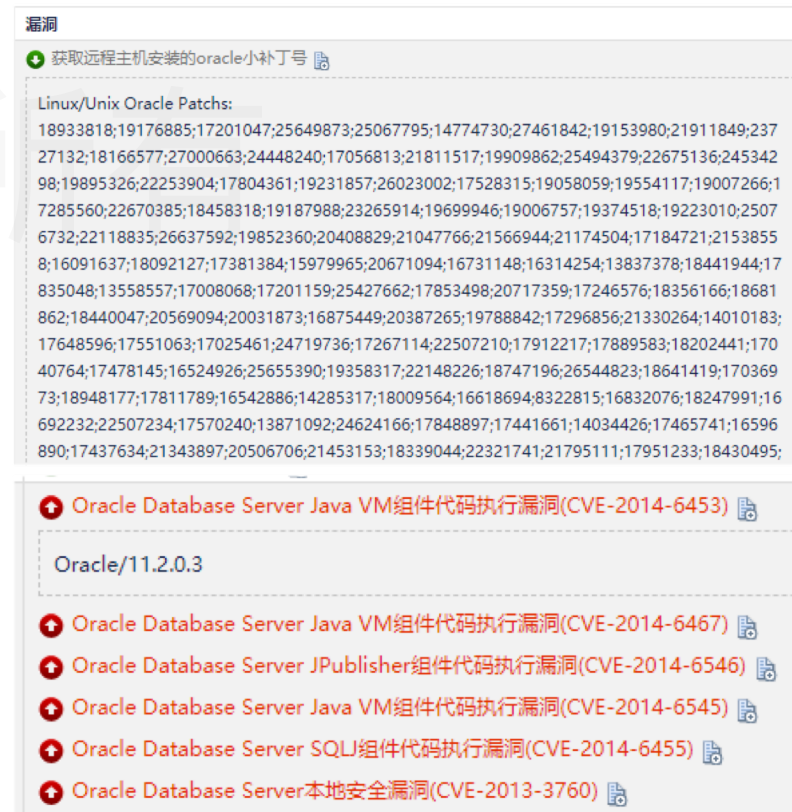 漏洞
获取远程主机安装的oracle小补丁号
Linux/Unix Oracle Patchs:
18933818;19176885;17201047;25649873;25067795;14774730;27461842;19153980;21911849;237
27132;18166577;27000663;24448240;17056813;21811517;19909862;25494379;22675136;245342
98;19895326;22253904;17804361;19231857;26023002;17528315;19058059;19554117;19007266;1
7285560;22670385;18458318;19187988;23265914;19699946;19006757;19374518;19223010;2507
6732;22118835;26637592;19852360;20408829;21047766;21566944;21174504;17184721;2153855
8;16091637;18092127;17381384;15979965;20671094;16731148;16314254;13837378;18441944;17
835048;13558557;17008068;17201159;25427662;17853498;20717359;17246576;18356166;18681
862;18440047;20569094;20031873;16875449;20387265;19788842;17296856;21330264;14010183;
17648596;17551063;17025461;24719736;17267114;22507210;17912217;17889583;18202441;170
40764;17478145;16524926;25655390;19358317;22148226;18747196;26544823;18641419;170369
73;18948177;17811789;16542886;14285317;18009564;16618694;8322815;16832076;18247991;16
692232;22507234;17570240;13871092;24624166;17848897;17441661;14034426;17465741;16596
890;17437634;21343897;20506706;21453153;18339044;22321741;21795111;17951233;18430495;
Oracle Database Server Java VM组件代码执行漏洞(CVE-2014-6453)
Oracle/11.2.0.3
Oracle Database Server Java VM组件代码执行漏洞(CVE-2014-6467)
Oracle Database Server JPublisher组件代码执行漏洞(CVE-2014-6546)
Oracle Database Server Java VM组件代码执行漏洞(CVE-2014-6545)
Oracle Database Server SQLJ组件代码执行漏洞(CVE-2014-6455)
Oracle Database Server本地安全漏洞(CVE-2013-3760)